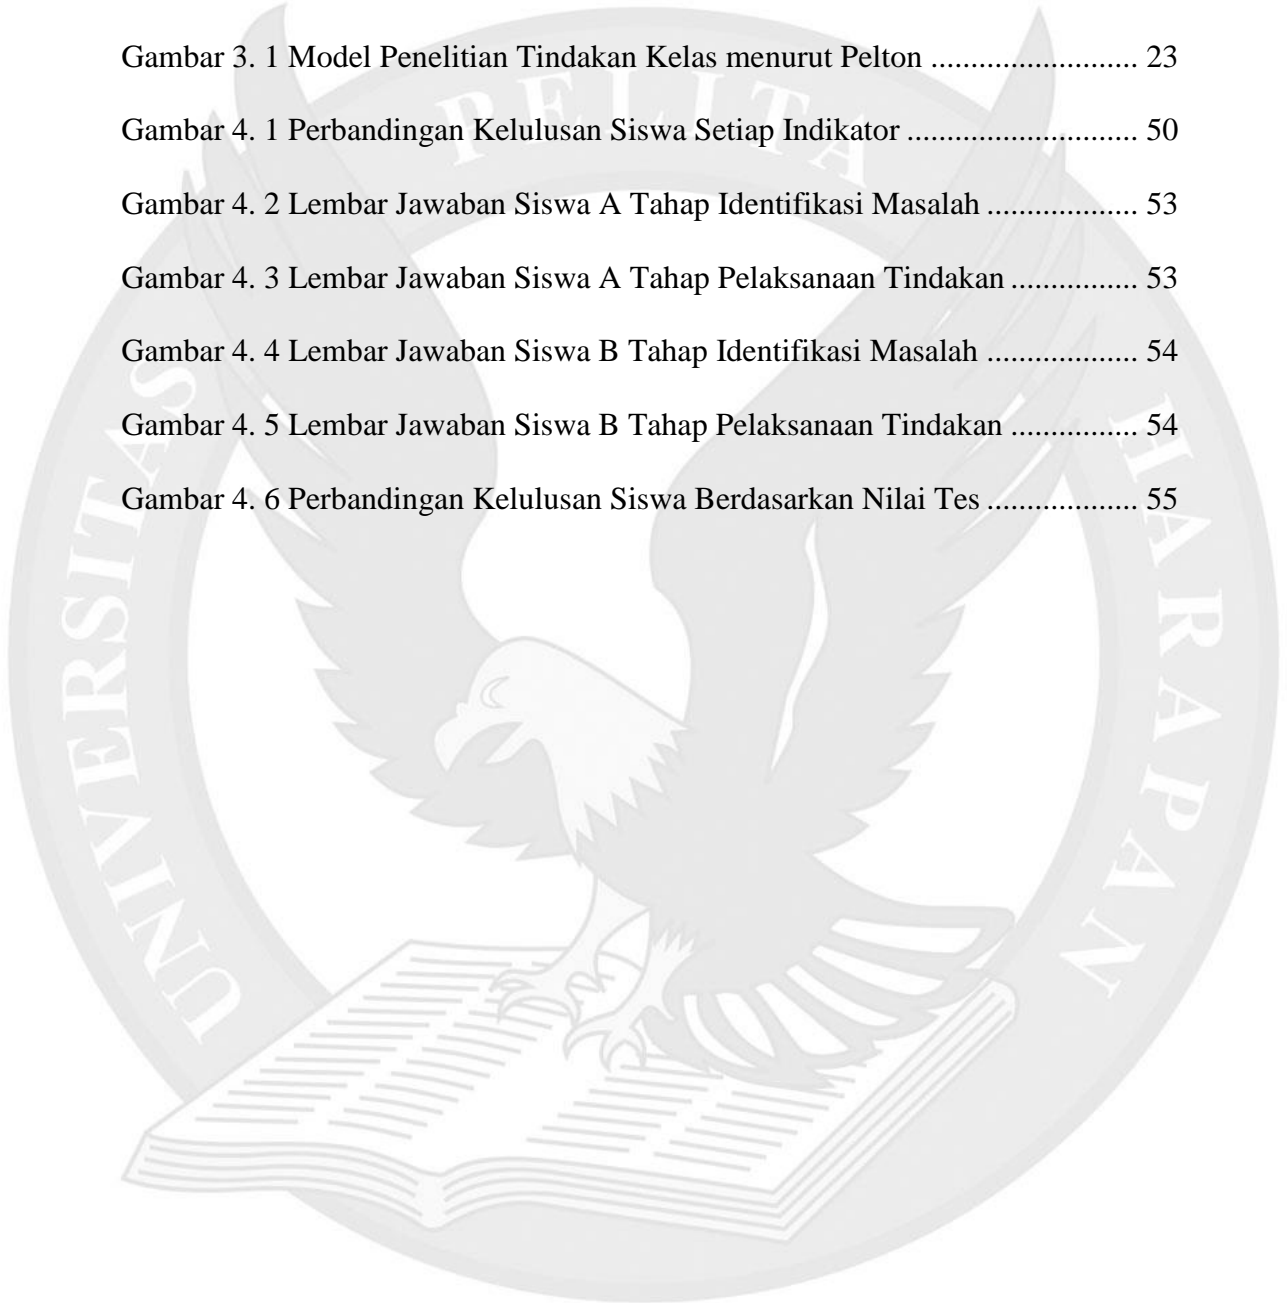 Gambar 3. 1 Model Penelitian Tindakan Kelas menurut Pelton .......................... 23
Gambar 4. 1 Perbandingan Kelulusan Siswa Setiap Indikator ............................. 50
Gambar 4. 2 Lembar Jawaban Siswa A Tahap Identifikasi Masalah ................... 53
Gambar 4. 3 Lembar Jawaban Siswa A Tahap Pelaksanaan Tindakan ................ 53
Gambar 4. 4 Lembar Jawaban Siswa B Tahap Identifikasi Masalah ................... 54
Gambar 4. 5 Lembar Jawaban Siswa B Tahap Pelaksanaan Tindakan ................ 54
Gambar 4. 6 Perbandingan Kelulusan Siswa Berdasarkan Nilai Tes ................... 55
UNIVERSITAS PELITA HARAPAN